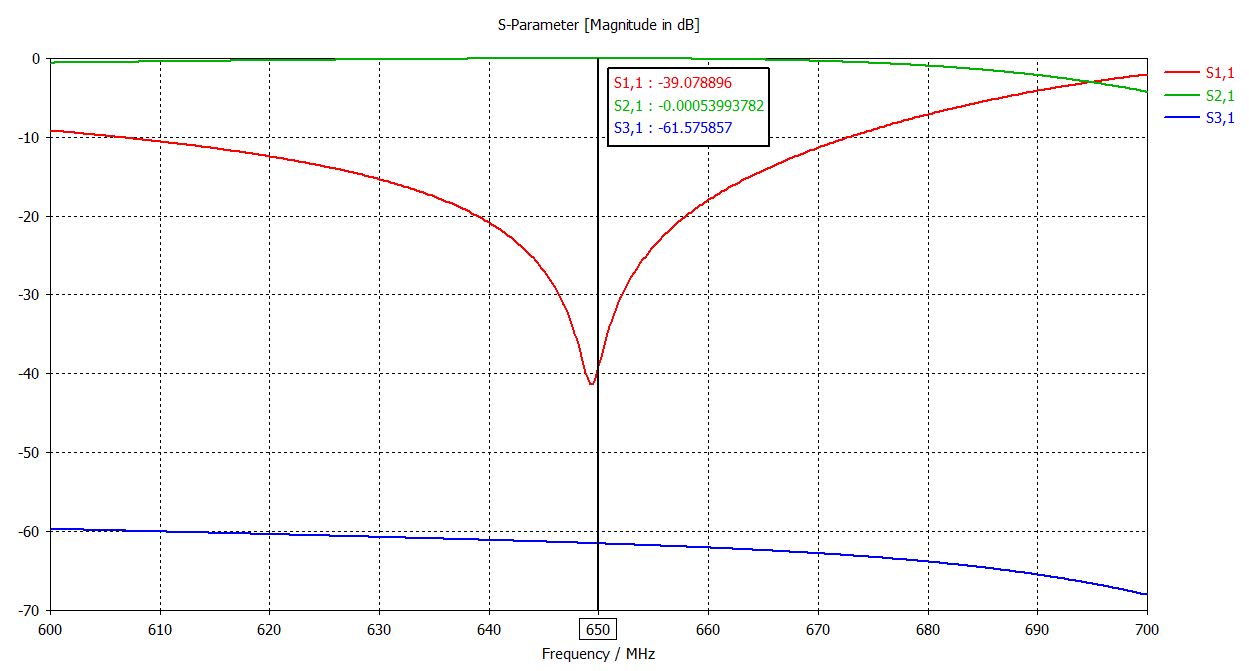 S-Parameter [Magnitude in dB]
0
-10
-20
-30
-40
-50
-60
-70
S1,1 : -39.078896
S2,1 : -0.00053993782
S3,1 : -61.575857
S1,1
S2,1
S3,1
600 610 620 630 640 650 660 670 680 690 700
Frequency / MHz